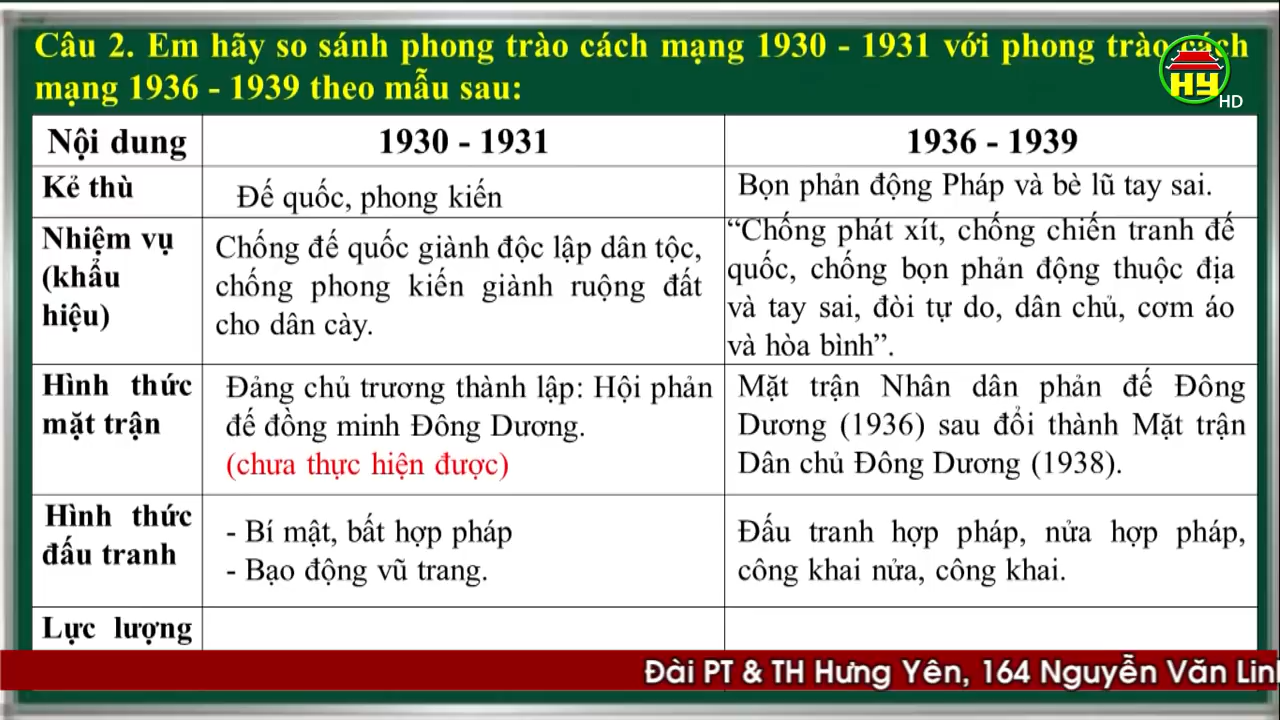 Câu 2. Em hãy so sánh phong trào cách mạng 1930 - 1931 với phong trào cách
mạng 1936 - 1939 theo mẫu sau:
HY
HD
Nội dung
1930 - 1931
1936 - 1939
Kẻ thù
Đế quốc, phong kiến
Bọn phản động Pháp và bè lũ tay sai.
Nhiệm vụ
(khẩu
hiệu)
Chống đế quốc giành độc lập dân tộc,
chống phong kiến giành ruộng đất
cho dân cày.
“Chống phát xít, chống chiến tranh đế
quốc, chống bọn phản động thuộc địa
và tay sai, đòi tự do, dân chủ, cơm áo
và hòa bình”.
Hình thức
mặt trận
Đảng chủ trương thành lập: Hội phản
đế đồng minh Đông Dương.
(chưa thực hiện được)
Mặt trận Nhân dân phản đế Đông
Dương (1936) sau đổi thành Mặt trận
Dân chủ Đông Dương (1938).
Hình thức
đấu tranh
- Bí mật, bất hợp pháp
- Bạo động vũ trang.
Đấu tranh hợp pháp, nửa hợp pháp,
công khai nửa, công khai.
Lực lượng
Đài PT & TH Hưng Yên, 164 Nguyễn Văn Lin